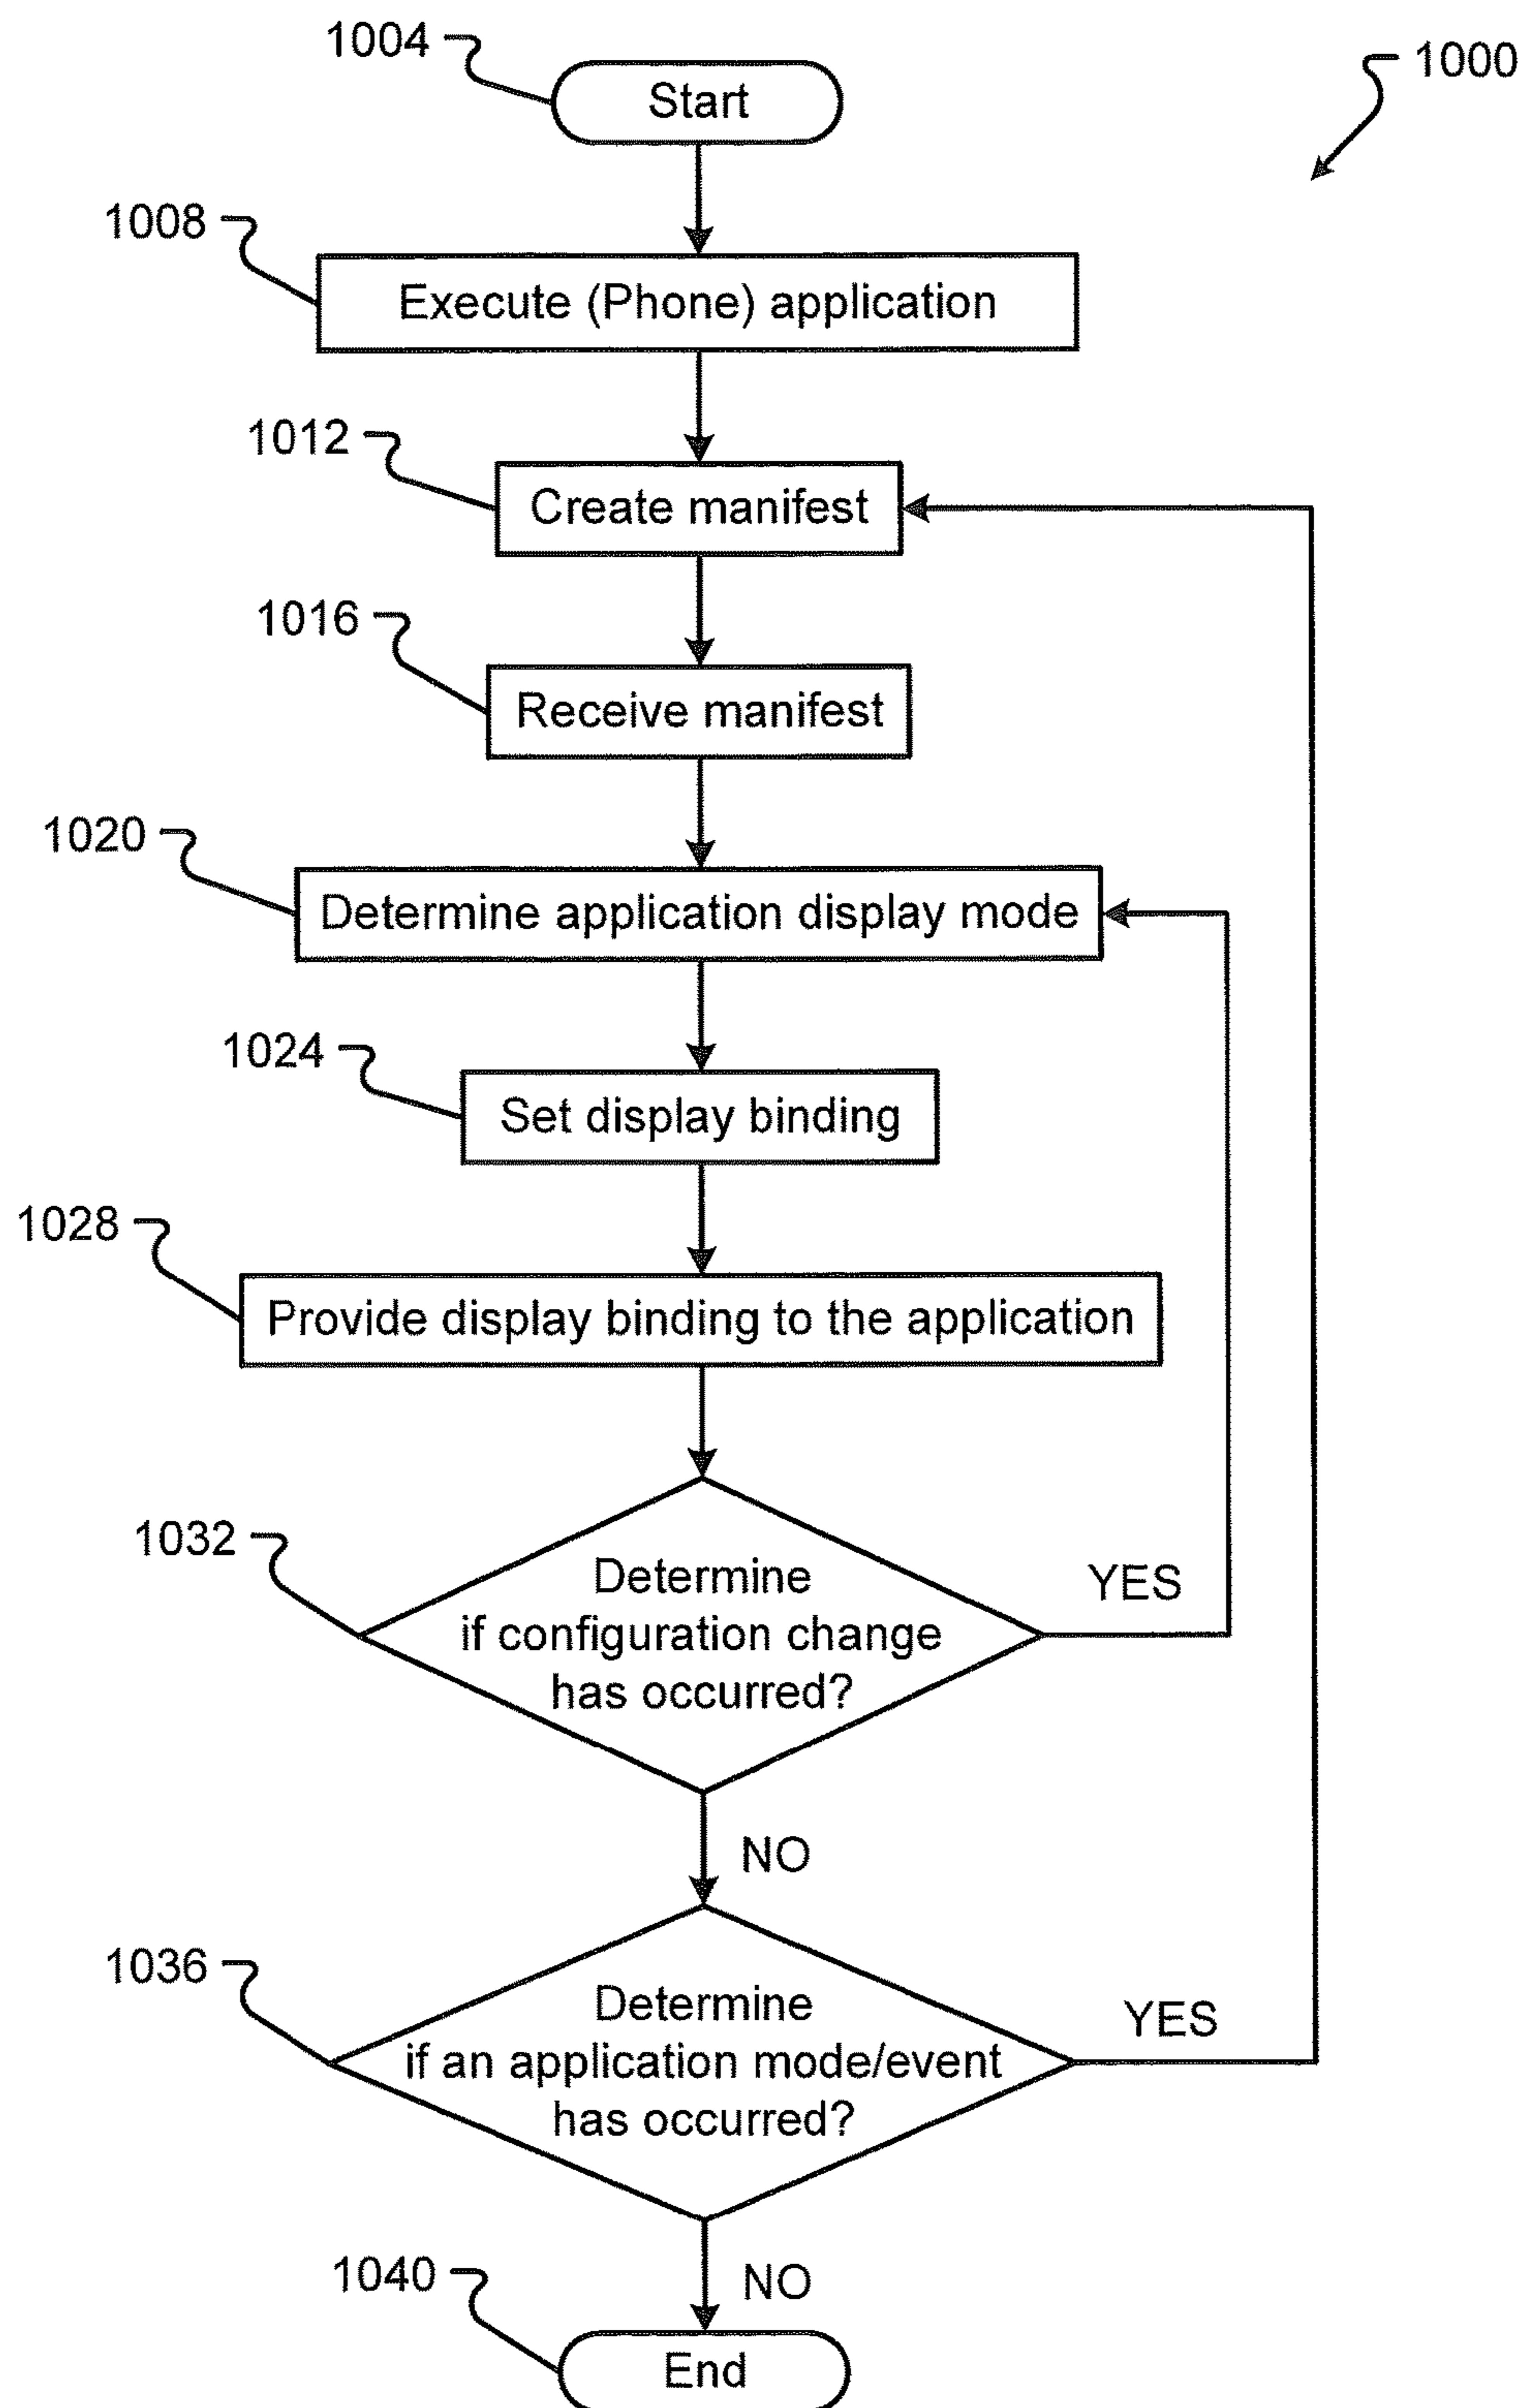 1004
1000
Start
1008
Execute (Phone) application
1012
Create manifest
1016
Receive manifest
1020
Determine application display mode
1024
Set display binding
1028
Provide display binding to the application
1032
Determine
if configuration change
has occurred?
YES
NO
1036
Determine
if an application mode/event
has occurred?
YES
NO
1040
End